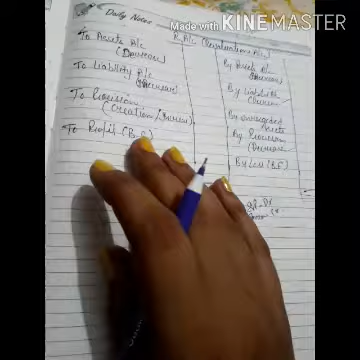 Daily Notes
Made with KINEMASTER
R. A/c (Revaluation A/c)
To Assets A/c
(Decrease)
To Liability A/c
(Increase)
To Provision
(Creation / Increase)
To Profit (B.F)
By Assets A/c
(Increase)
By Liability
(Decrease)
By unrecorded
Assets
By Provision
(Decrease)
By Loss (B.F)